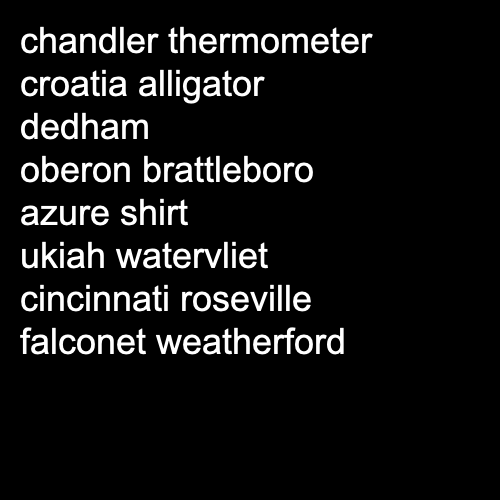 chandler thermometer
croatia alligator
dedham
oberon brattleboro
azure shirt
ukiah watervliet
cincinnati roseville
falconet weatherford